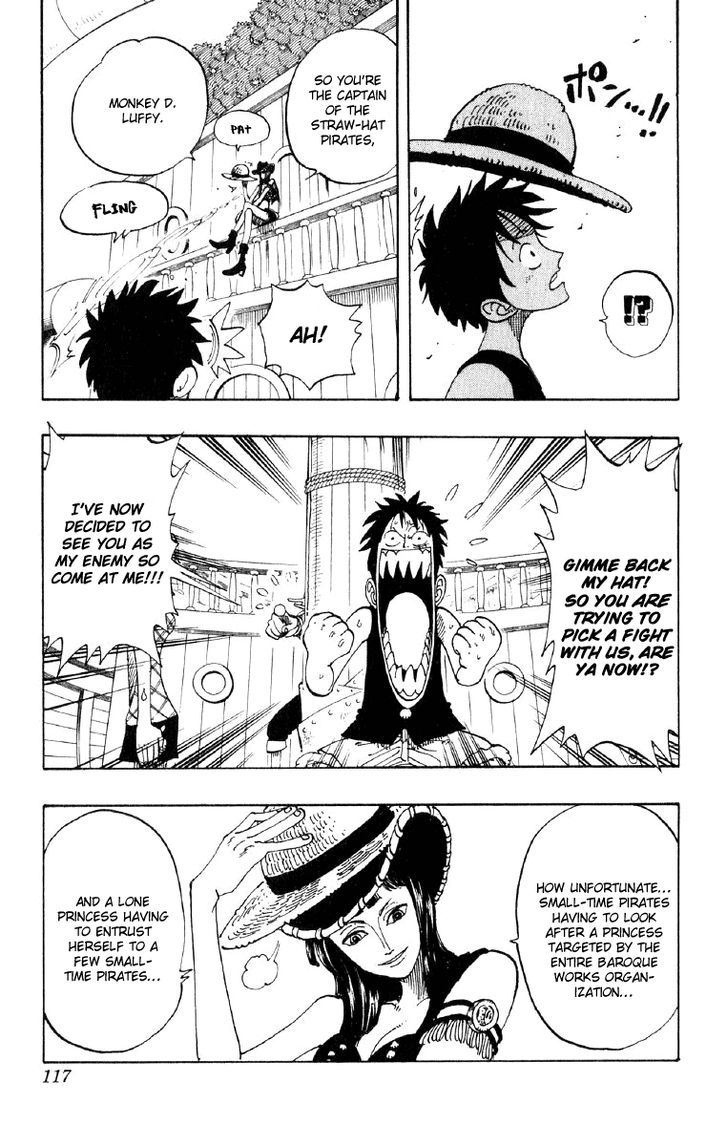 ポン...!!
!?
SO YOU'RE
THE CAPTAIN
OF THE
STRAW-HAT
PIRATES,
MONKEY D.
LUFFY.
PAT
FLING
AH!
GIMME BACK
MY HAT!
SO YOU ARE
TRYING TO
PICK A FIGHT
WITH US, ARE
YA NOW!?
I'VE NOW
DECIDED TO
SEE YOU AS
MY ENEMY SO
COME AT ME!!!
HOW UNFORTUNATE...
SMALL-TIME PIRATES
HAVING TO LOOK
AFTER A PRINCESS
TARGETED BY THE
ENTIRE BAROQUE
WORKS ORGAN-
IZATION...
AND A LONE
PRINCESS HAVING
TO ENTRUST
HERSELF TO A
FEW SMALL-
TIME PIRATES...
117